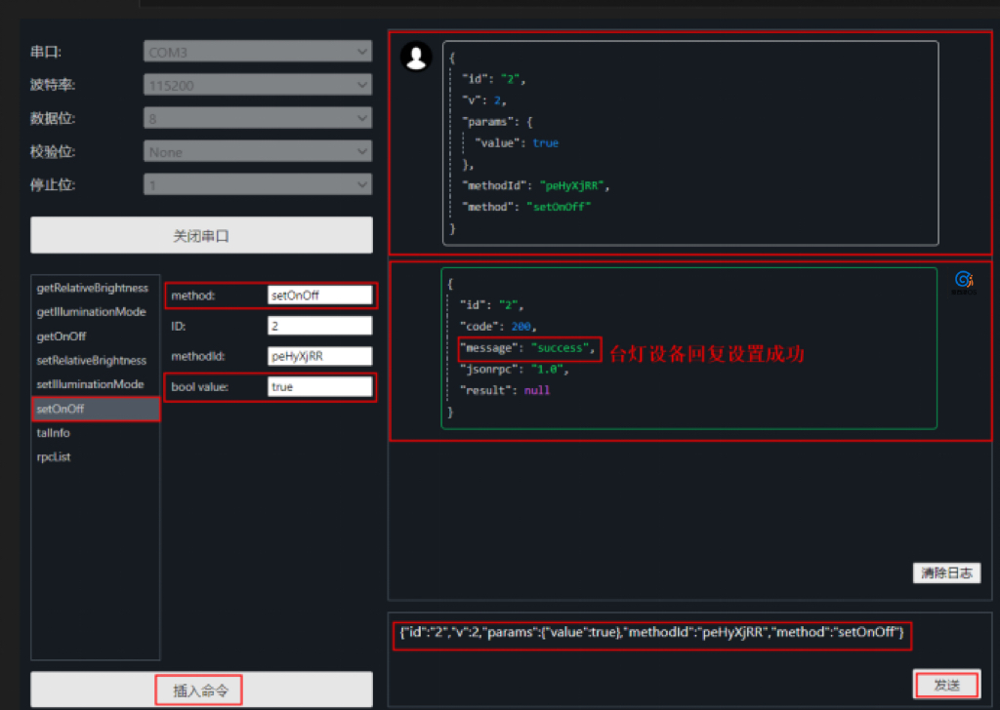 串口: COM3
波特率: 115200
数据位: 8
校验位: None
停止位: 1
关闭串口
getRelativeBrightness
getIlluminationMode
getOnOff
setRelativeBrightness
setIlluminationMode
setOnOff
tallnfo
rpcList
method: setOnOff
ID: 2
methodId: peHyXjRR
bool value: true
插入命令
{
"id": "2",
"v": 2,
"params": {
"value": true
},
"methodId": "peHyXjRR",
"method": "setOnOff"
}
{
"id": "2",
"code": 200,
"message": "success", 台灯设备回复设置成功
"jsonrpc": "1.0",
"result": null
}
清除日志
{"id":"2","v":2,"params":{"value":true},"methodId":"peHyXjRR","method":"setOnOff"}
发送